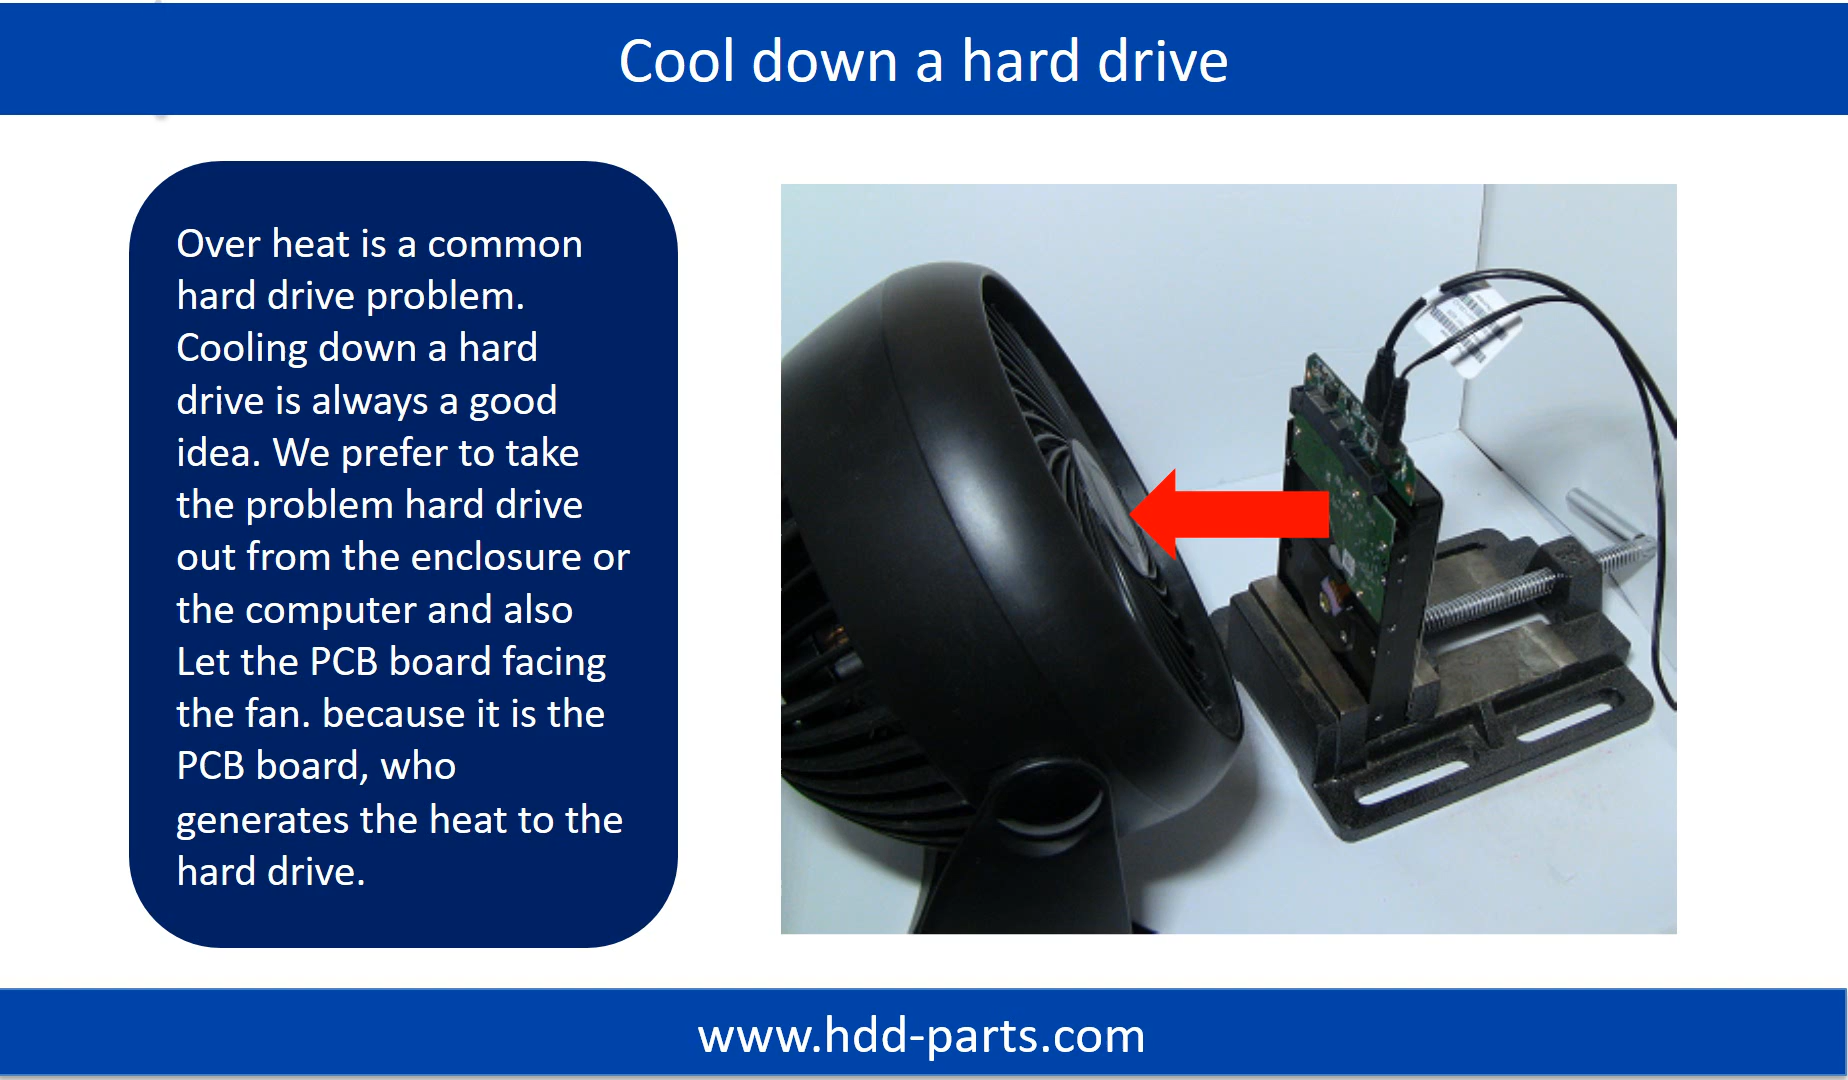 Cool down a hard drive
Over heat is a common
hard drive problem.
Cooling down a hard
drive is always a good
idea. We prefer to take
the problem hard drive
out from the enclosure or
the computer and also
Let the PCB board facing
the fan. because it is the
PCB board, who
generates the heat to the
hard drive.
www.hdd-parts.com